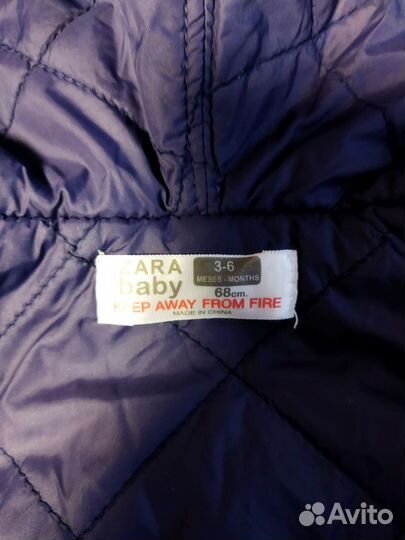 ZARA
baby
3-6
MESES - MONTHS
68cm.
KEEP AWAY FROM FIRE
MADE IN CHINA
Avito